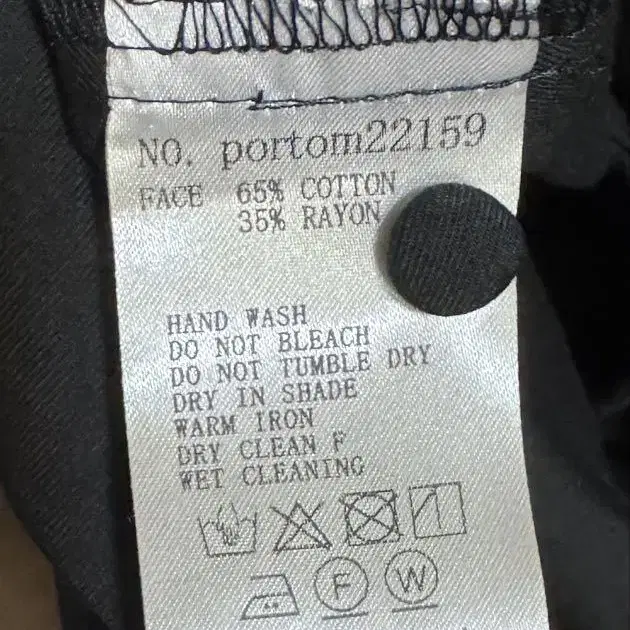 NO. portom22159
FACE 65% COTTON
35% RAYON
HAND WASH
DO NOT BLEACH
DO NOT TUMBLE DRY
DRY IN SHADE
WARM IRON
DRY CLEAN F
WET CLEANING
F W